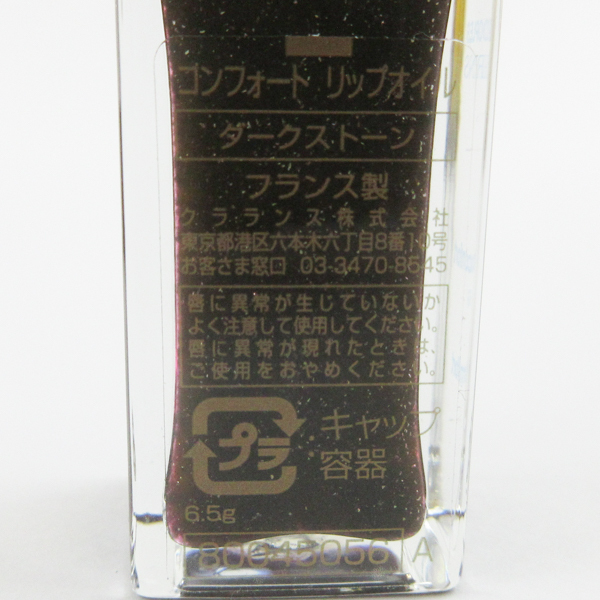 コンフォート リップオイル
ダークストーン
フランス製
クラランス株式会社
東京都港区六本木六丁目8番10号
お客さま窓口 03-3470-8545
唇に異常が生じていないか
よく注意して使用してください。
唇に異常が現れたときは、
ご使用をおやめください。
プラ
キャップ
容器
6.5g
80045056 A